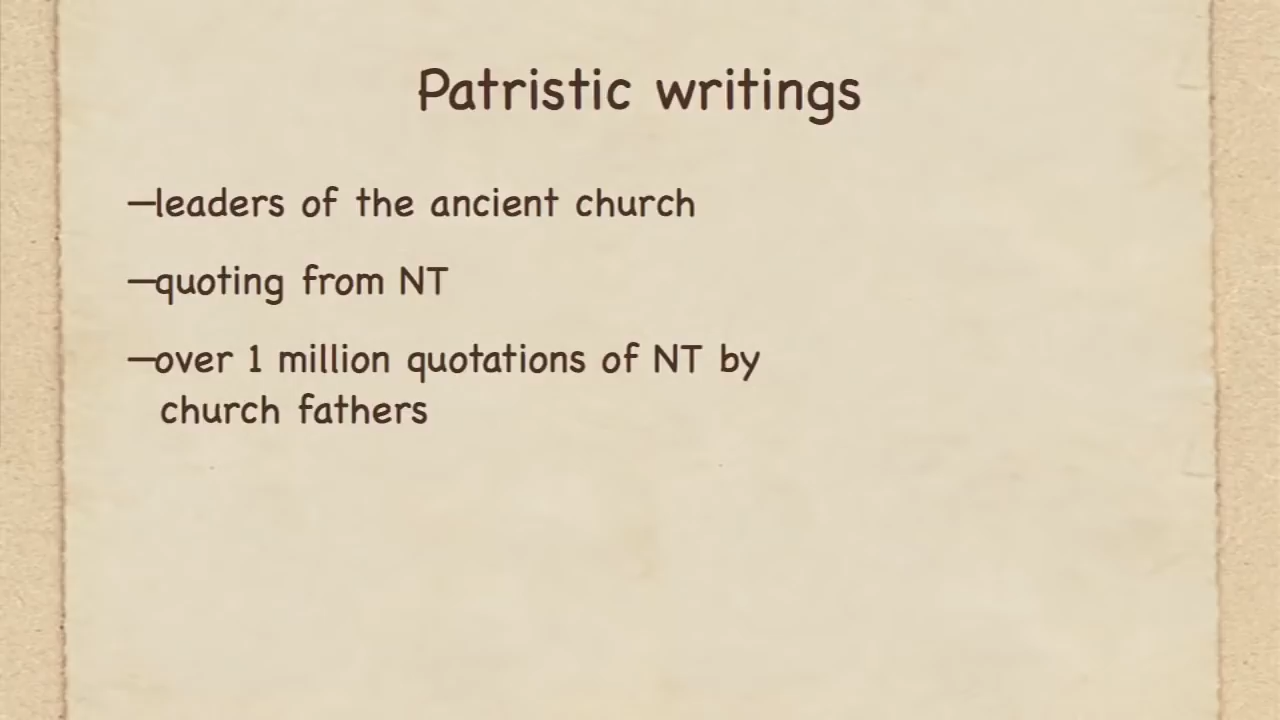 Patristic writings
—leaders of the ancient church
—quoting from NT
—over 1 million quotations of NT by
church fathers